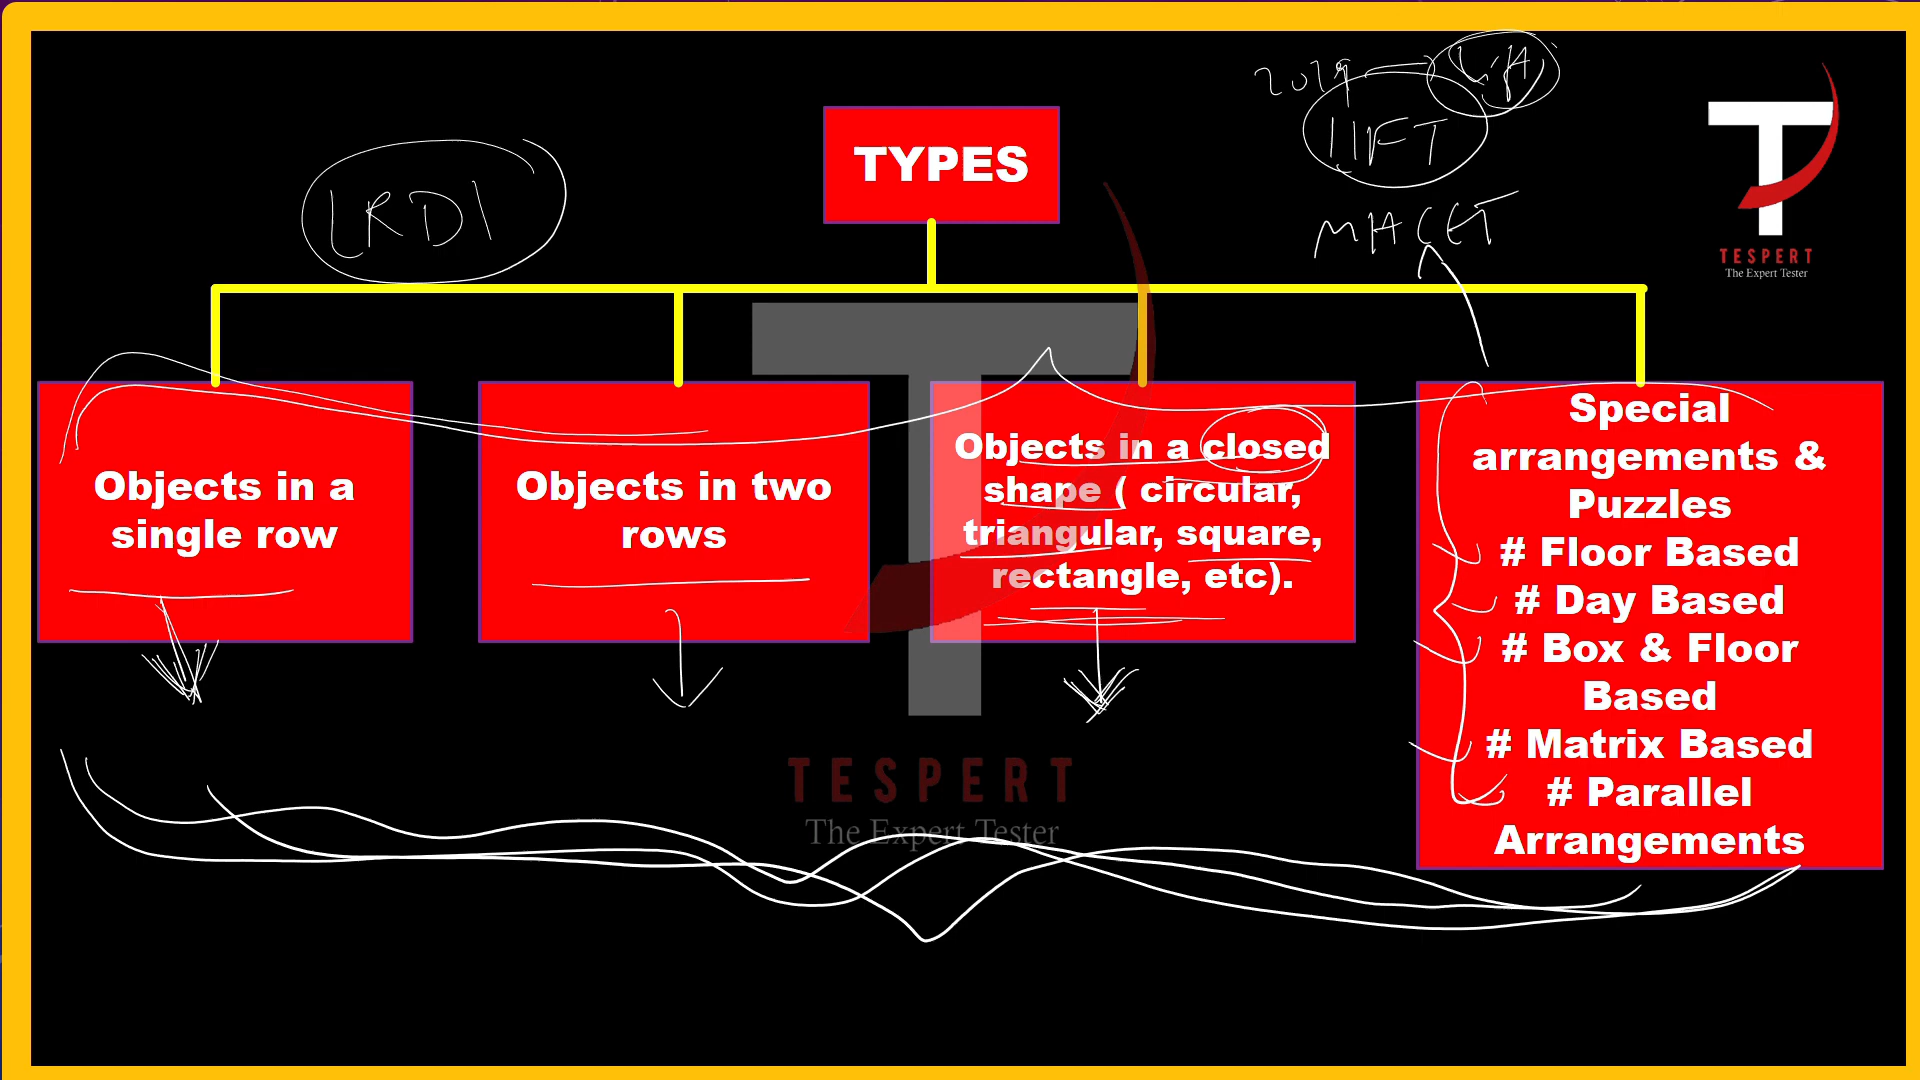 2019
LIFT
TYPES
LRDI
MHCET
TESPERT
The Expert Tester
Objects in a
single row
Objects in two
rows
Objects in a closed
shape ( circular,
triangular, square,
rectangle, etc).
Special
arrangements &
Puzzles
# Floor Based
# Day Based
# Box & Floor
Based
# Matrix Based
# Parallel
Arrangements
TESPERT
The Expert Tester